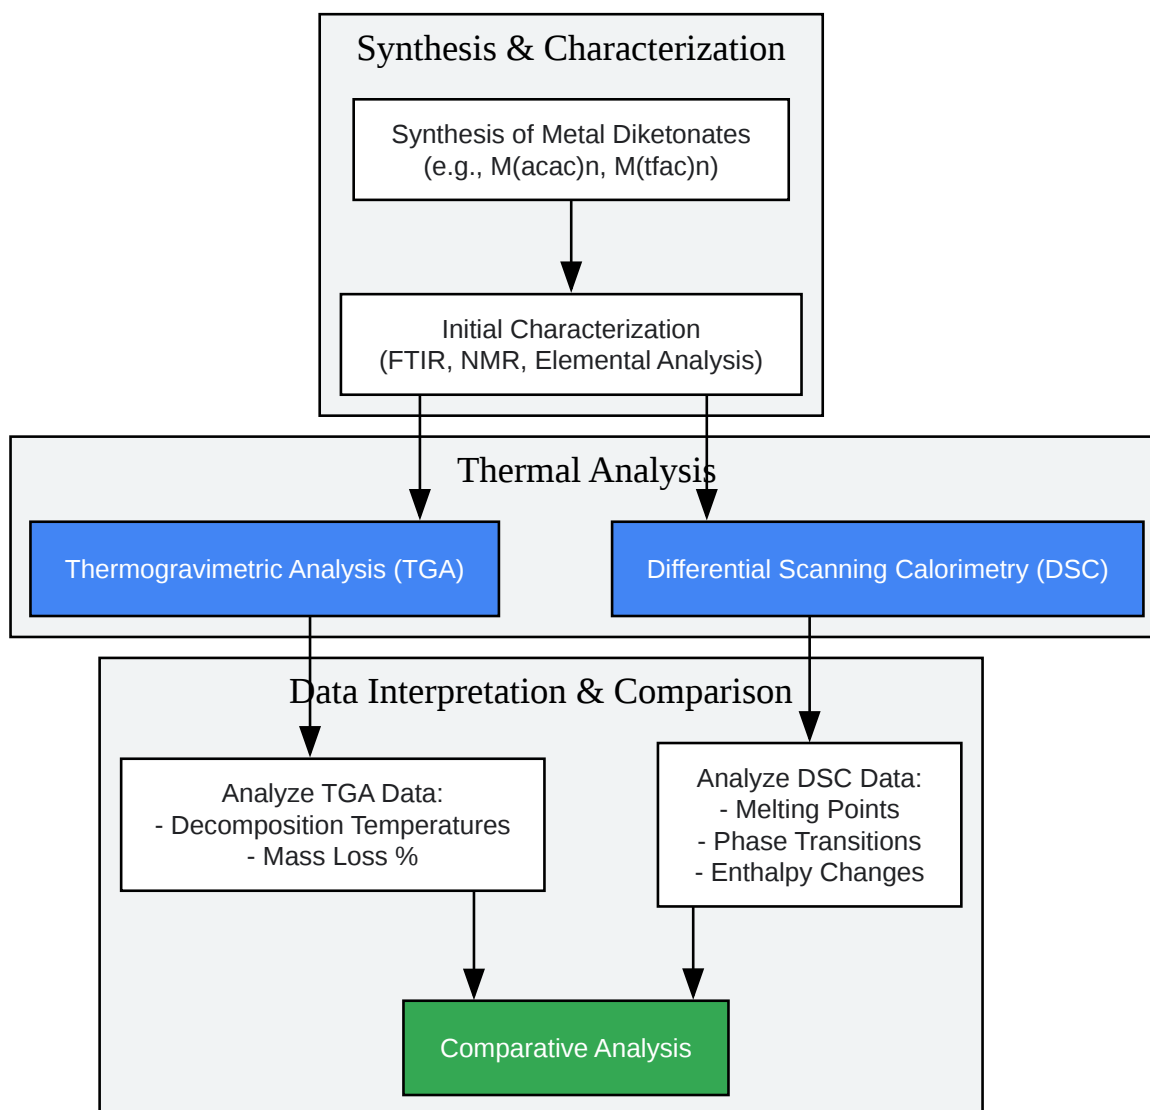 Synthesis & Characterization
Synthesis of Metal Diketonates
(e.g., M(acac)n, M(tfac)n)
Initial Characterization
(FTIR, NMR, Elemental Analysis)
Thermal Analysis
Thermogravimetric Analysis (TGA)
Differential Scanning Calorimetry (DSC)
Data Interpretation & Comparison
Analyze TGA Data:
- Decomposition Temperatures
- Mass Loss %
Analyze DSC Data:
- Melting Points
- Phase Transitions
- Enthalpy Changes
Comparative Analysis